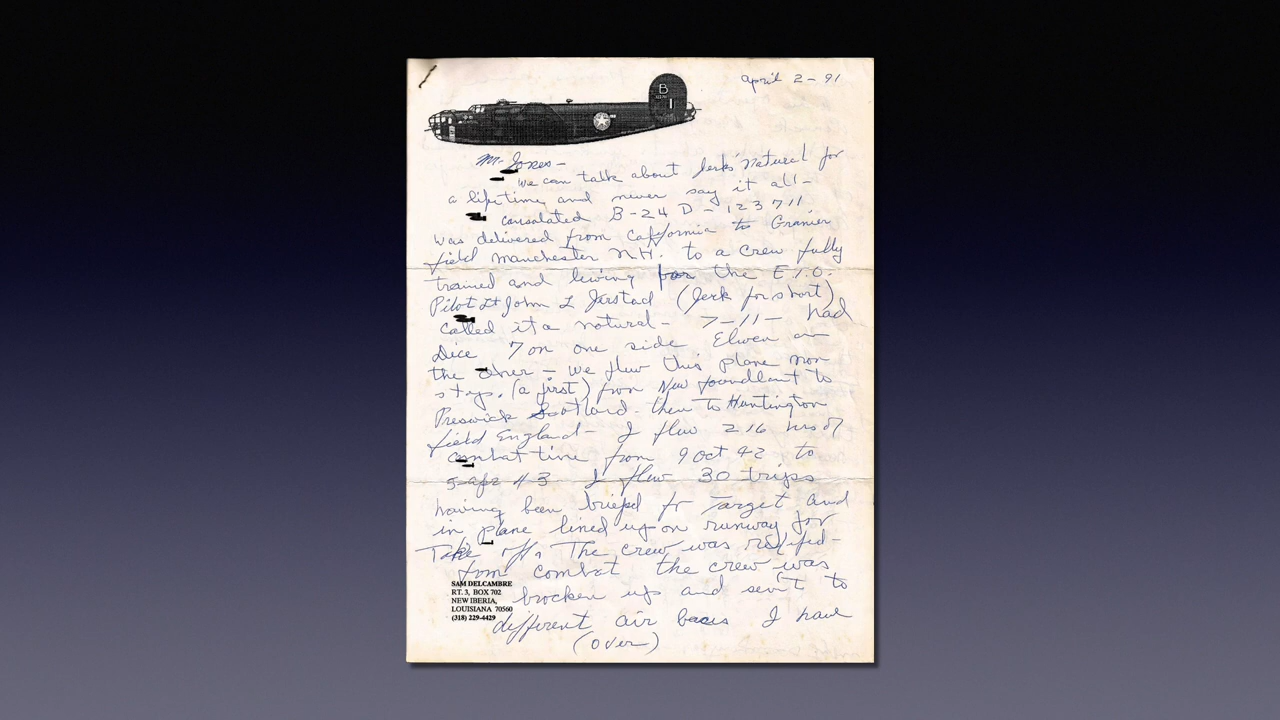 April 2-91
B
Mr. Jones -
we can talk about Jerks Natural for
a lifetime and never say it all -
consolated B-24 D - 123711
was delivered from California to Granier
field manchester N.H. to a crew fully
trained and leiving for the E.T.O.
Pilot Lt John L Jerstad (Jerk for short)
called it a natural - 7-11 - had
Dice 7 on one side Elwen on
the other - we flew this plane non
stop. (a first) from New foundlant to
Preswick Scotland - then to Huntington
field England - I flew 216 hrs of
combat time from 9 oct 42 to
5 apr 43 I flew 30 trips
having been briefd for Target and
in plane lined up on runway for
Take off. The crew was
from combat the crew was
brocken up and sent to
different air bases I have
(over)
SAM DELCAMBRE
RT. 3, BOX 702
NEW IBERIA,
LOUISIANA 70560
(318) 229-4429